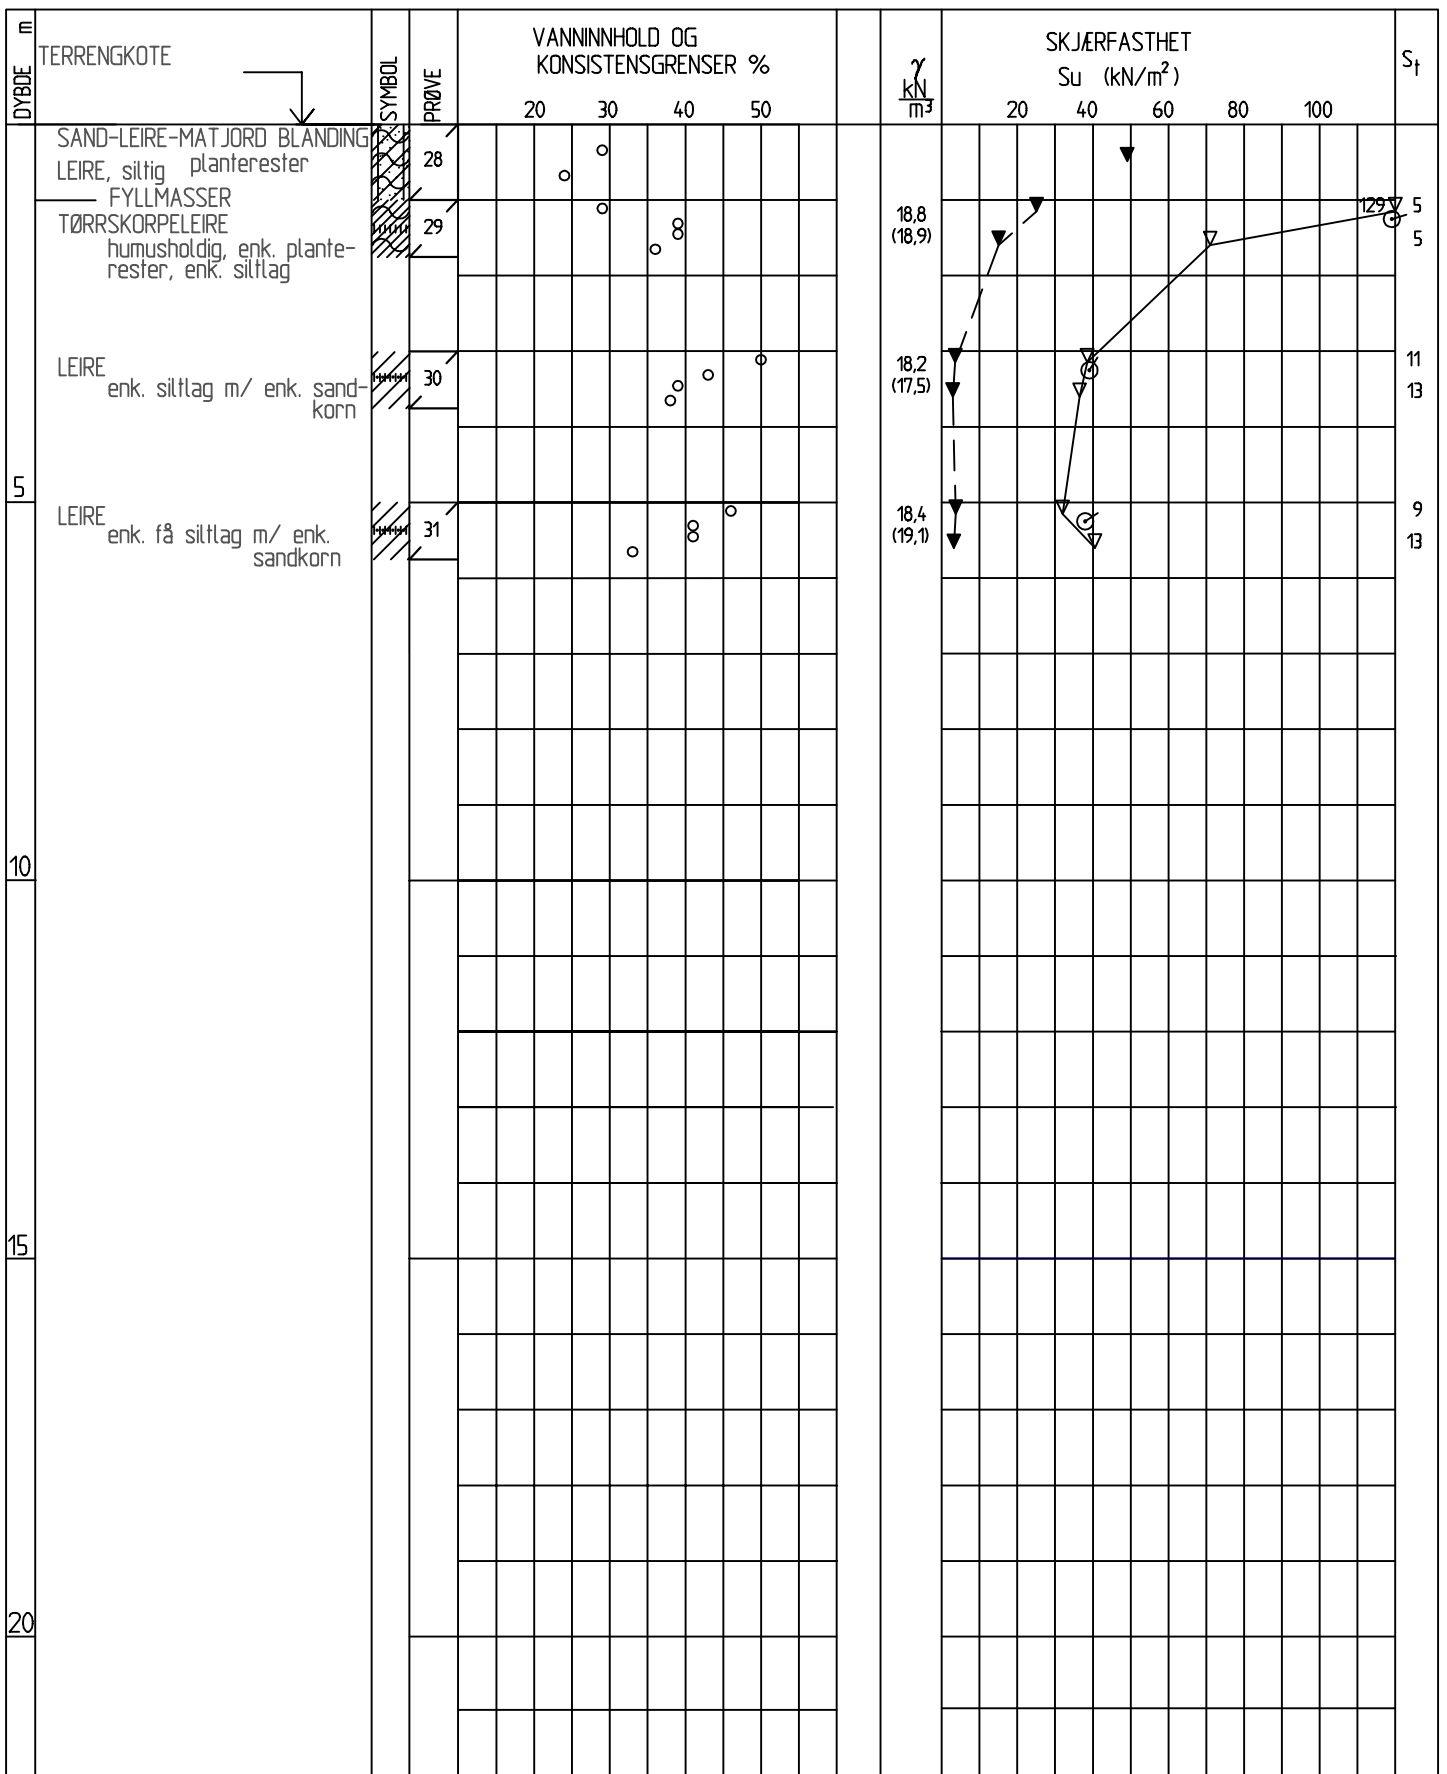 DYBDE m
TERRENGKOTE
SYMBOL
PRØVE
VANNINNHOLD OG
KONSISTENSGRENSER %
20 30 40 50
γ
kN
m³
SKJÆRFASTHET
Su (kN/m²)
20 40 60 80 100
St
SAND-LEIRE-MATJORD BLANDING
LEIRE, siltig planterester
28
FYLLMASSER
TØRRSKORPELEIRE
humusholdig, enk. plante-
rester, enk. siltlag
29
18,8
(18,9)
129
5
5
LEIRE
enk. siltlag m/ enk. sand-
korn
30
18,2
(17,5)
11
13
5
LEIRE
enk. få siltlag m/ enk.
sandkorn
31
18,4
(19,1)
9
13
10
15
20